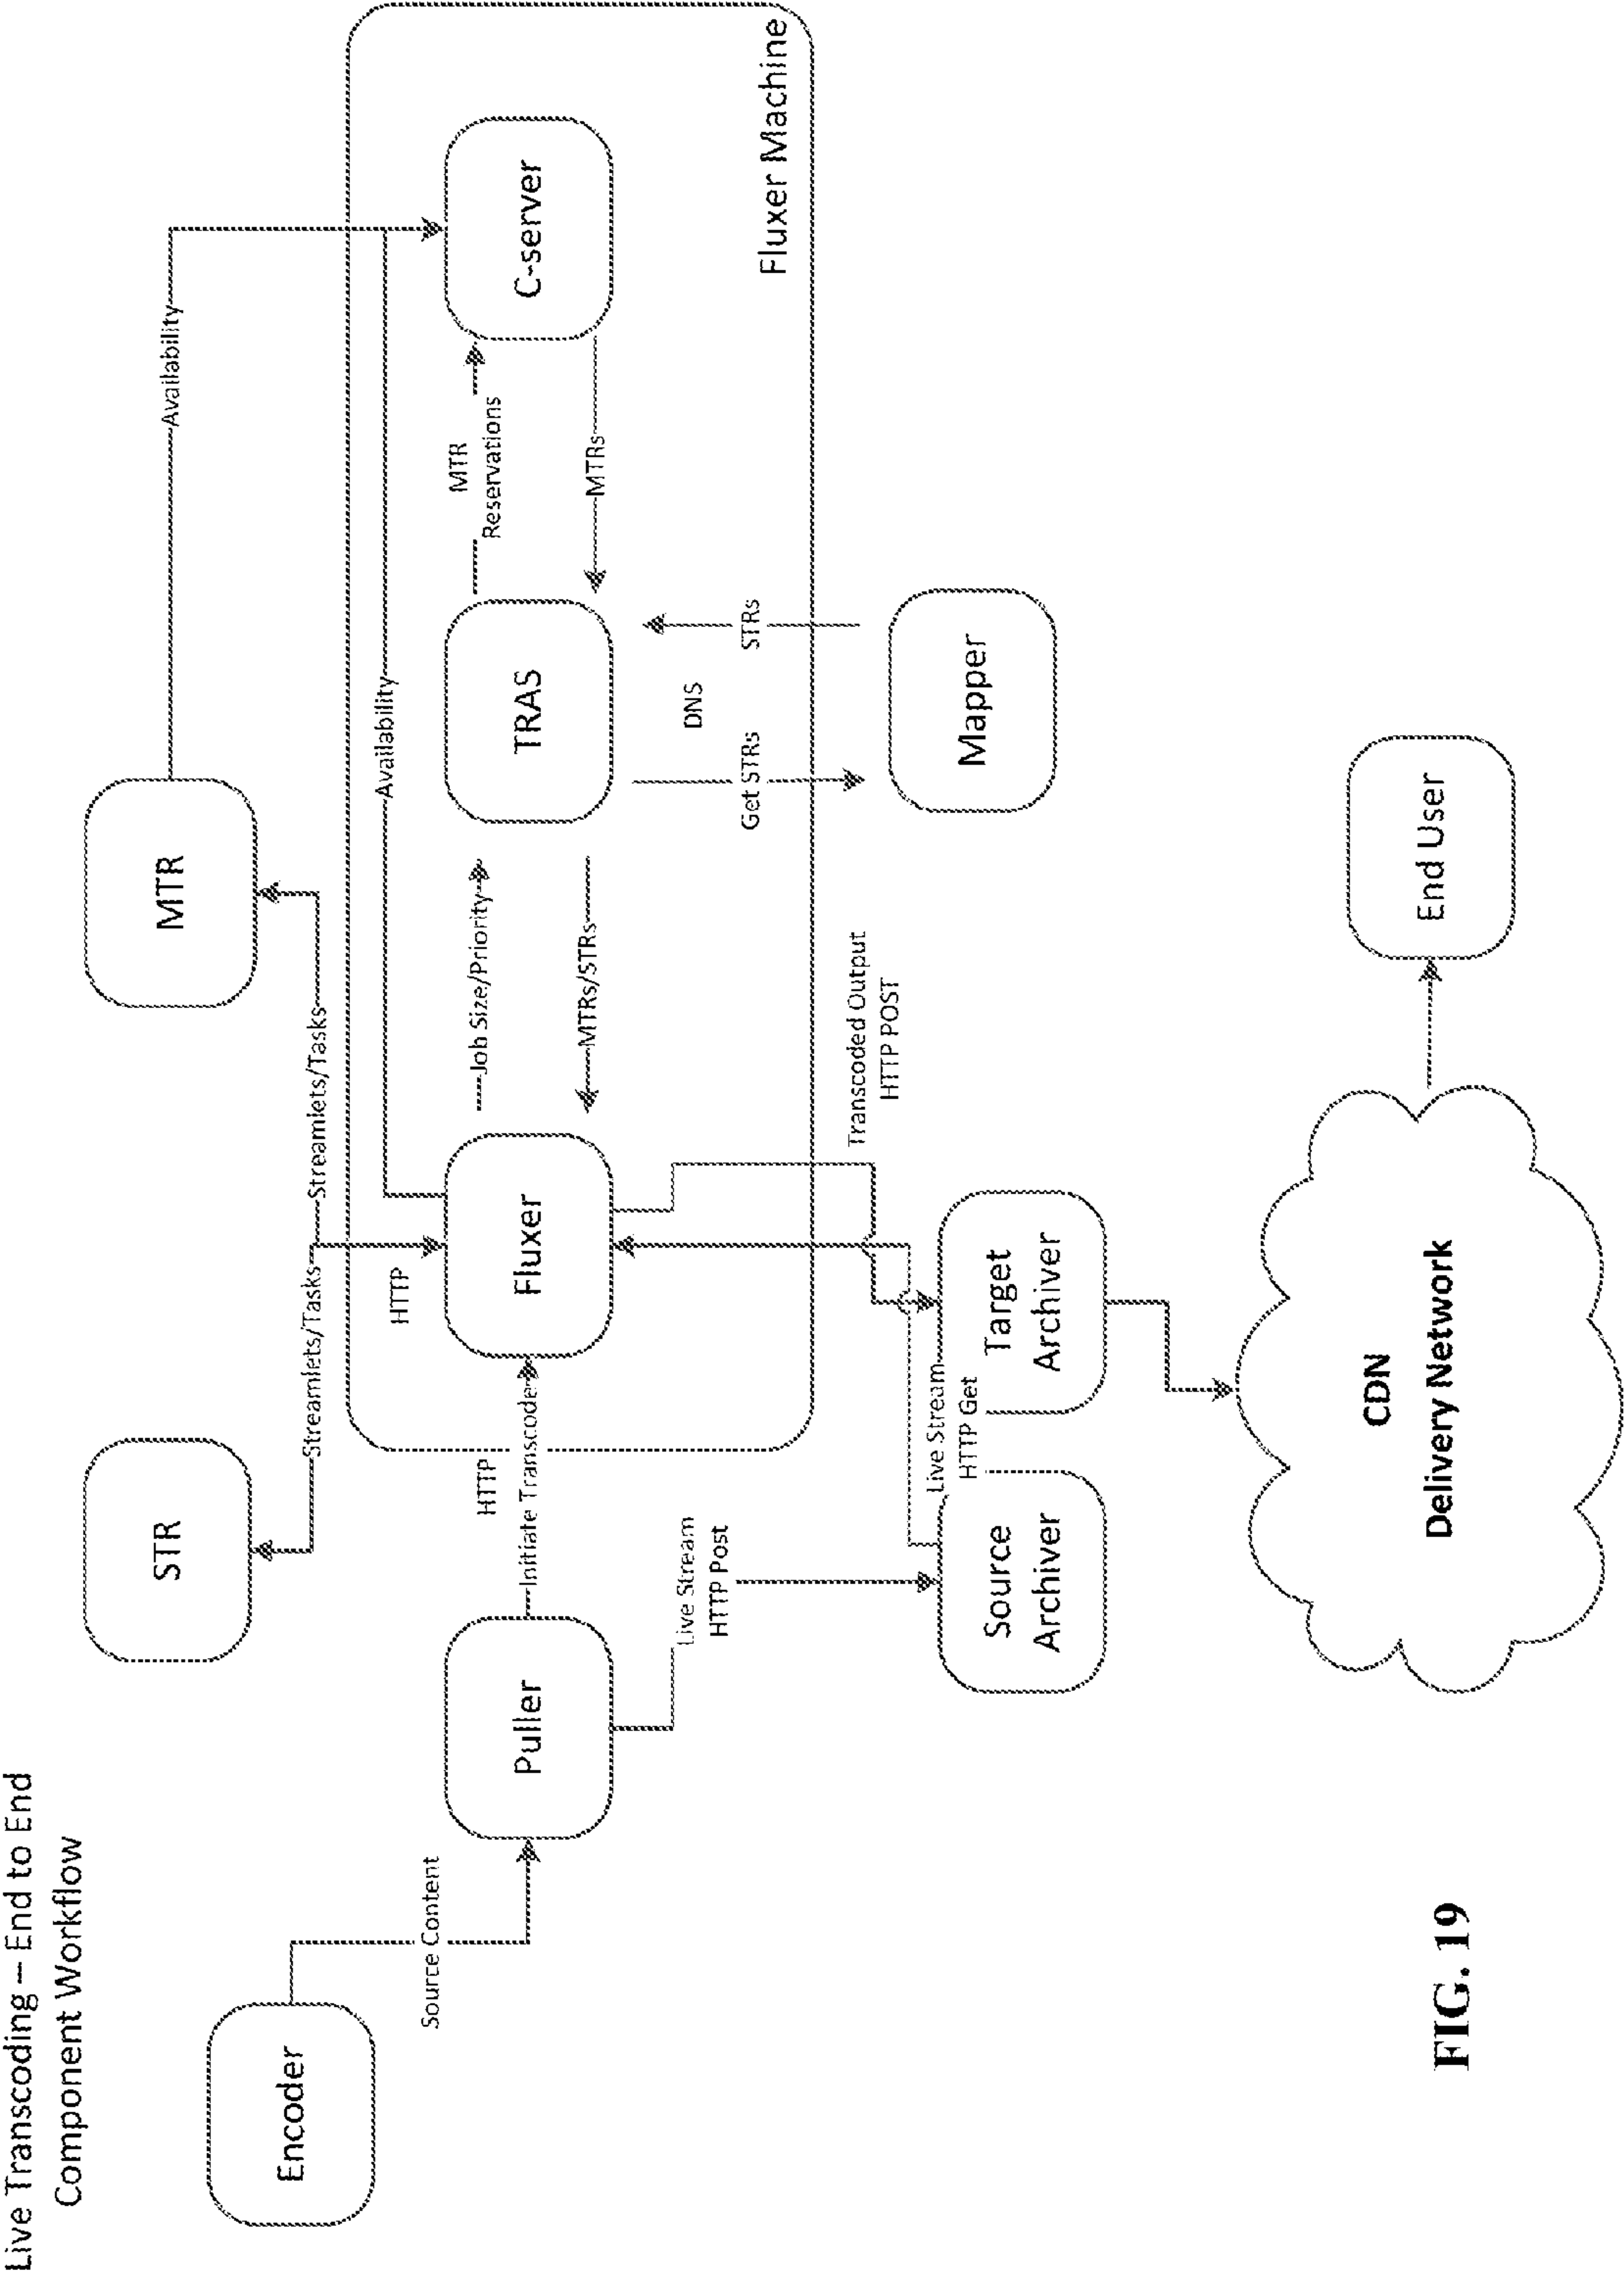 Live Transcoding – End to End
Component Workflow
Encoder
Source Content
Puller
STR
MTR
Streamlets/Tasks
Streamlets/Tasks
Availability
HTTP
Initiate Transcode
HTTP
Fluxer
Availability
Job Size/Priority
MTRs/STRs
TRAS
MTR
Reservations
MTRs
C-server
Fluxer Machine
Live Stream
HTTP Post
Get STRs
DNS
STRs
Mapper
Transcoded Output
HTTP POST
Live Stream
HTTP Get
Source
Archiver
Target
Archiver
CDN
Delivery Network
End User
FIG. 19